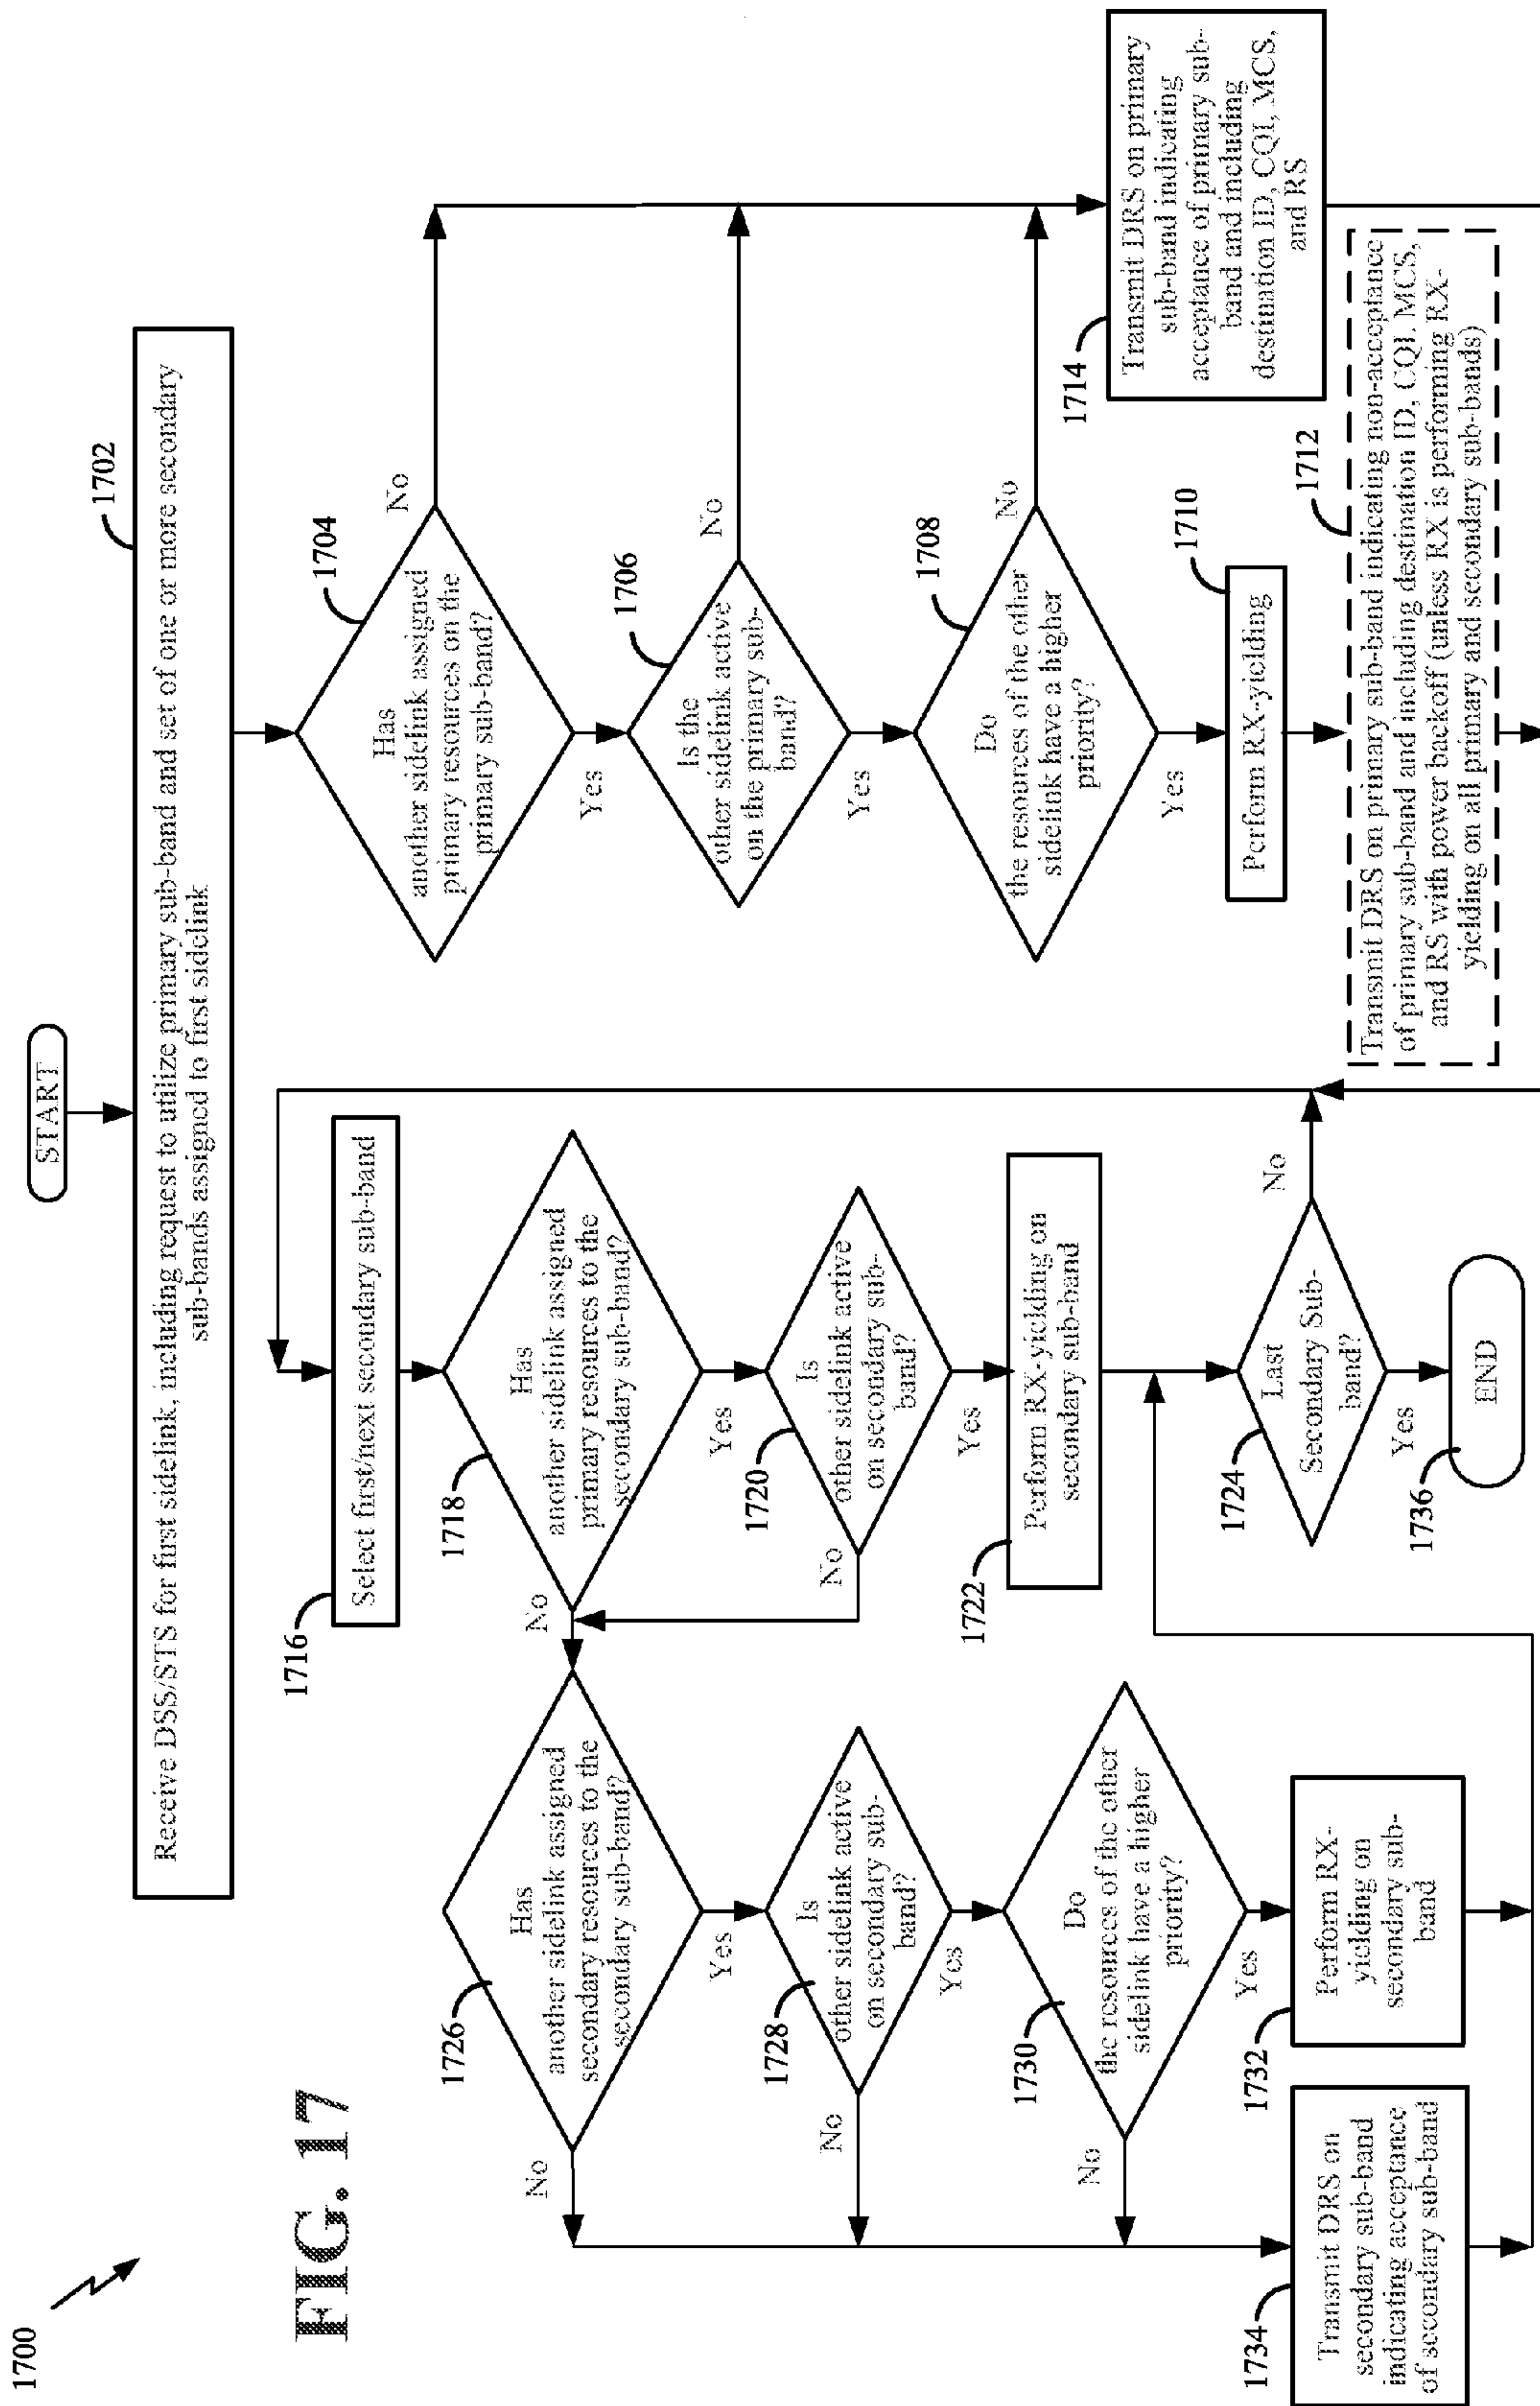 1700
FIG. 17
START
1702
Receive DSS/STS for first sidelink, including request to utilize primary sub-band and set of one or more secondary
sub-bands assigned to first sidelink
1704
Has
another sidelink assigned
primary resources on the
primary sub-band?
No
Yes
1706
Is the
other sidelink active
on the primary sub-
band?
No
Yes
1708
Do
the resources of the other
sidelink have a higher
priority?
No
Yes
1710
Perform RX-yielding
1712
Transmit DRS on primary sub-band indicating non-acceptance
of primary sub-band and including destination ID, CQI, MCS,
and RS with power backoff (unless RX is performing RX-
yielding on all primary and secondary sub-bands)
1714
Transmit DRS on primary
sub-band indicating
acceptance of primary sub-
band and including
destination ID, CQI, MCS,
and RS
1716
Select first/next secondary sub-band
1718
Has
another sidelink assigned
primary resources to the
secondary sub-band?
No
Yes
1720
Is
other sidelink active
on secondary sub-
band?
No
Yes
1722
Perform RX-yielding on
secondary sub-band
1724
Last
Secondary Sub-
band?
No
Yes
1736
END
1726
Has
another sidelink assigned
secondary resources to the
secondary sub-band?
No
Yes
1728
Is
other sidelink active
on secondary sub-
band?
No
Yes
1730
Do
the resources of the other
sidelink have a higher
priority?
No
Yes
1732
Perform RX-
yielding on
secondary sub-
band
1734
Transmit DRS on
secondary sub-band
indicating acceptance
of secondary sub-band